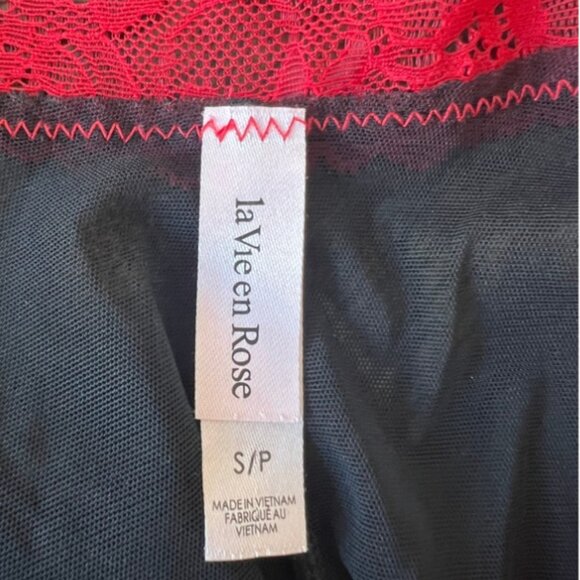 la Vie en Rose
S/P
MADE IN VIETNAM
FABRIQUÉ AU
VIETNAM